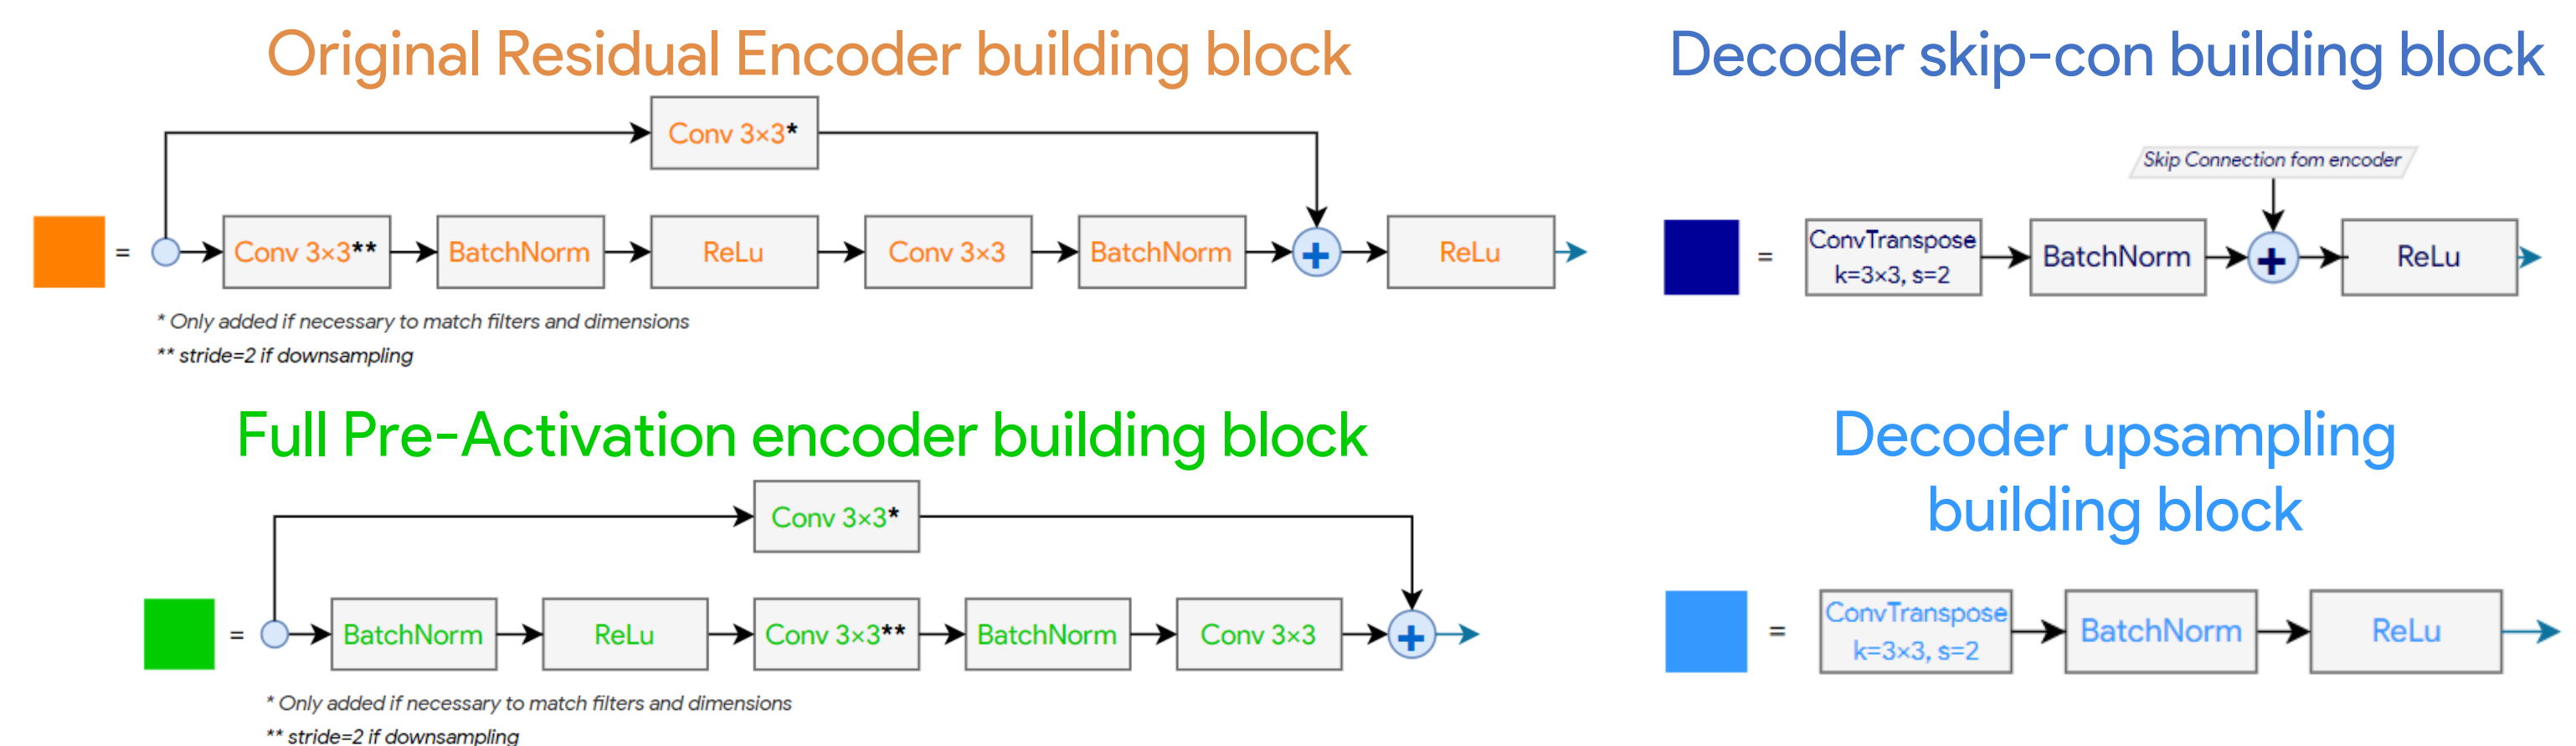 Original Residual Encoder building block
Conv 3×3*
=
Conv 3×3**
BatchNorm
ReLu
Conv 3×3
BatchNorm
+
ReLu
* Only added if necessary to match filters and dimensions
** stride=2 if downsampling
Decoder skip-con building block
Skip Connection fom encoder
=
ConvTranspose
k=3×3, s=2
BatchNorm
+
ReLu
Full Pre-Activation encoder building block
Conv 3×3*
=
BatchNorm
ReLu
Conv 3×3**
BatchNorm
Conv 3×3
+
* Only added if necessary to match filters and dimensions
** stride=2 if downsampling
Decoder upsampling
building block
=
ConvTranspose
k=3×3, s=2
BatchNorm
ReLu